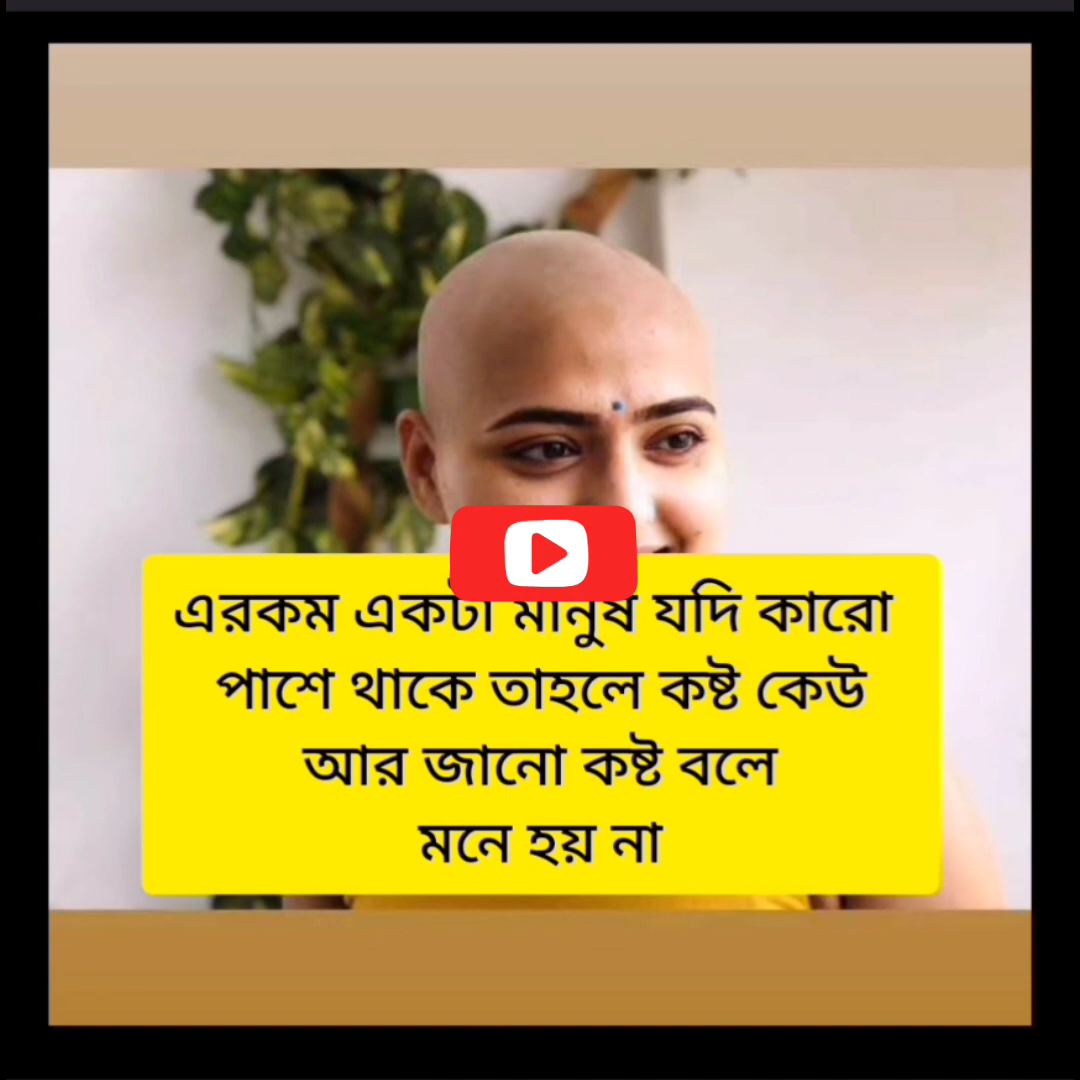 এরকম একটা মানুষ যদি কারো
পাশে থাকে তাহলে কষ্ট কেউ
আর জানো কষ্ট বলে
মনে হয় না